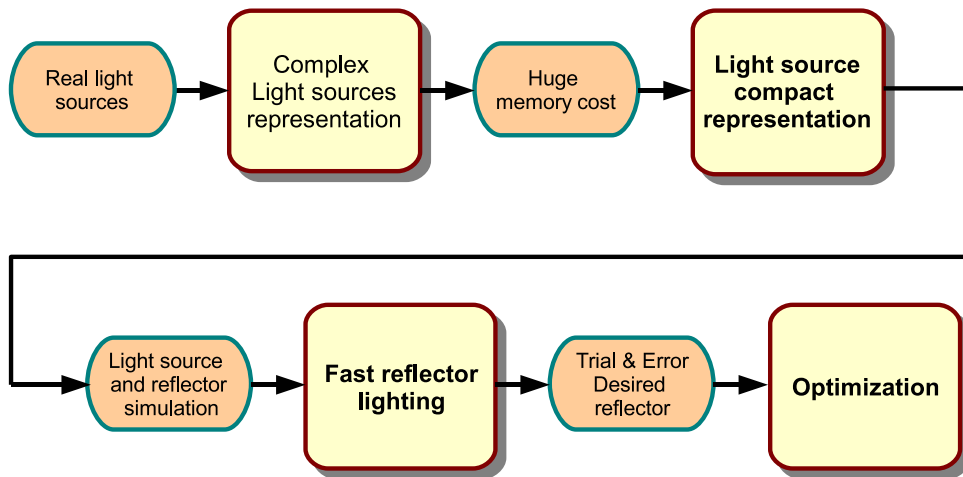 Real light
sources
Complex
Light sources
representation
Huge
memory cost
Light source
compact
representation
Light source
and reflector
simulation
Fast reflector
lighting
Trial & Error
Desired
reflector
Optimization